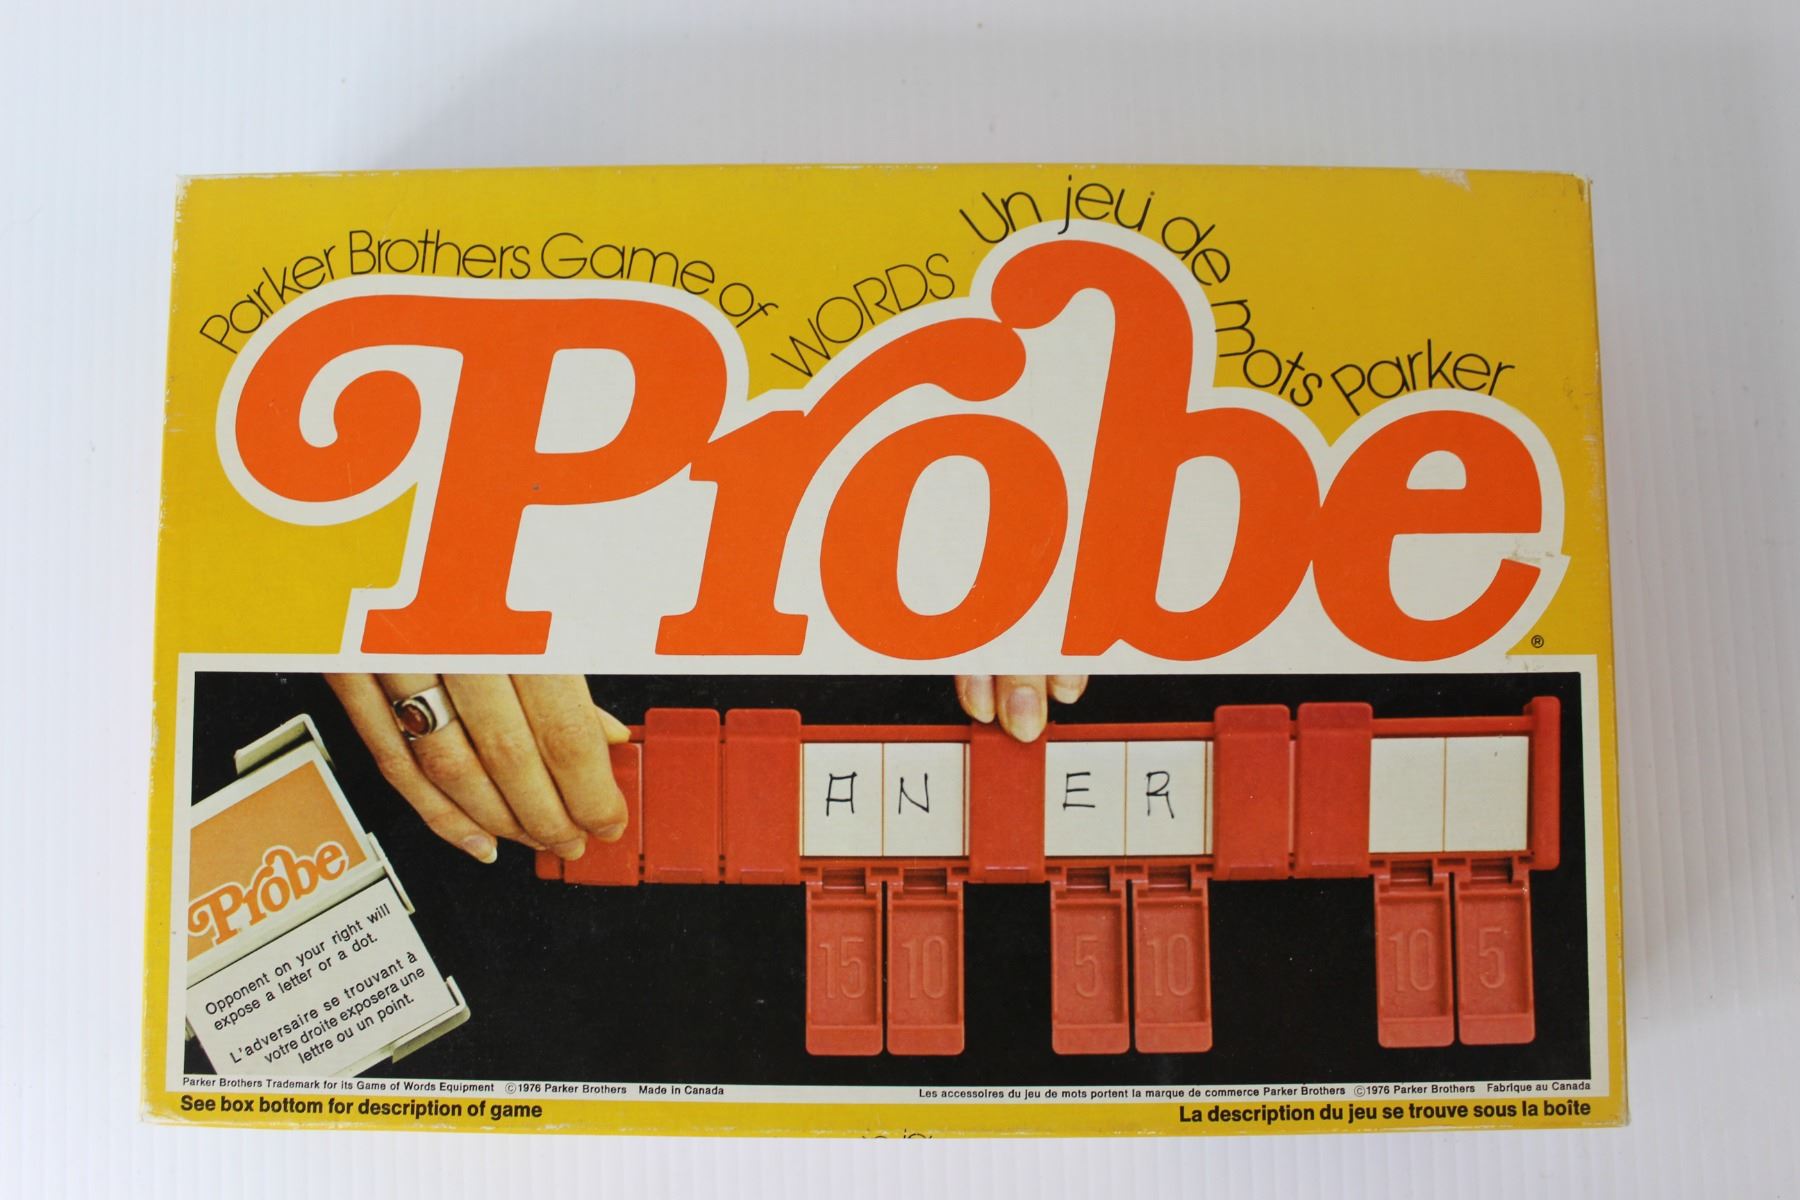 Parker Brothers Game of WORDS Un jeu de mots Parker
Probe ®
A N E R
15 10 5 10 10 5
Probe
Opponent on your right will
expose a letter or a dot.
L'adversaire se trouvant à
votre droite exposera une
lettre ou un point.
Parker Brothers Trademark for its Game of Words Equipment ©1976 Parker Brothers Made in Canada
Les accessoires du jeu de mots portent la marque de commerce Parker Brothers ©1976 Parker Brothers Fabriqué au Canada
See box bottom for description of game
La description du jeu se trouve sous la boîte